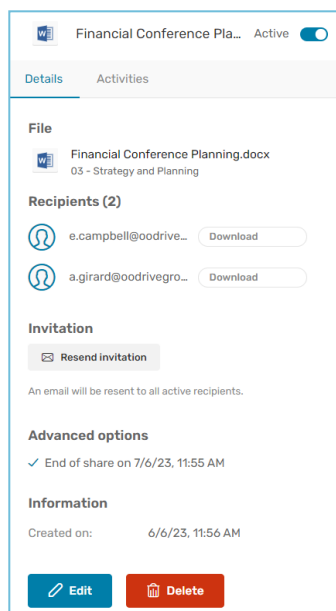 Financial Conference Pla... Active
Details Activities
File
Financial Conference Planning.docx
03 - Strategy and Planning
Recipients (2)
e.campbell@oodrive... Download
a.girard@oodrivegro... Download
Invitation
Resend invitation
An email will be resent to all active recipients.
Advanced options
End of share on 7/6/23, 11:55 AM
Information
Created on: 6/6/23, 11:56 AM
Edit Delete